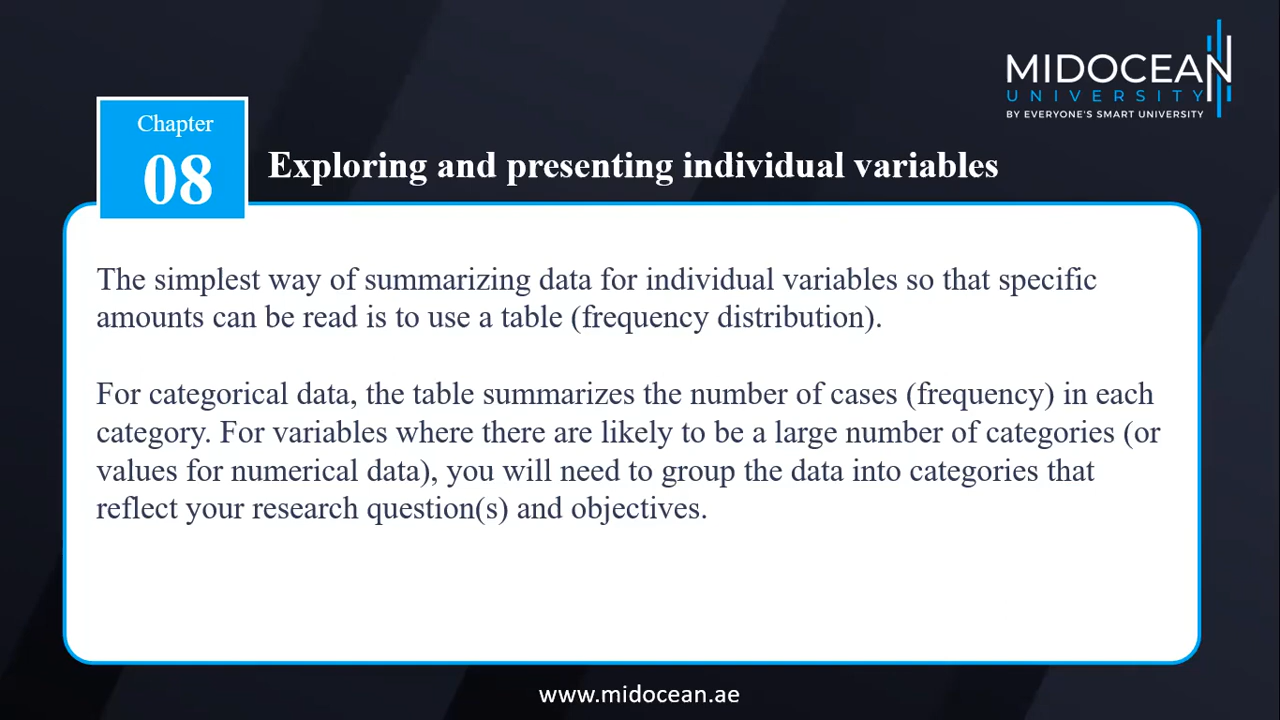 MIDOCEAN
UNIVERSITY
BY EVERYONE'S SMART UNIVERSITY
Chapter
08
Exploring and presenting individual variables
The simplest way of summarizing data for individual variables so that specific
amounts can be read is to use a table (frequency distribution).
For categorical data, the table summarizes the number of cases (frequency) in each
category. For variables where there are likely to be a large number of categories (or
values for numerical data), you will need to group the data into categories that
reflect your research question(s) and objectives.
www.midocean.ae